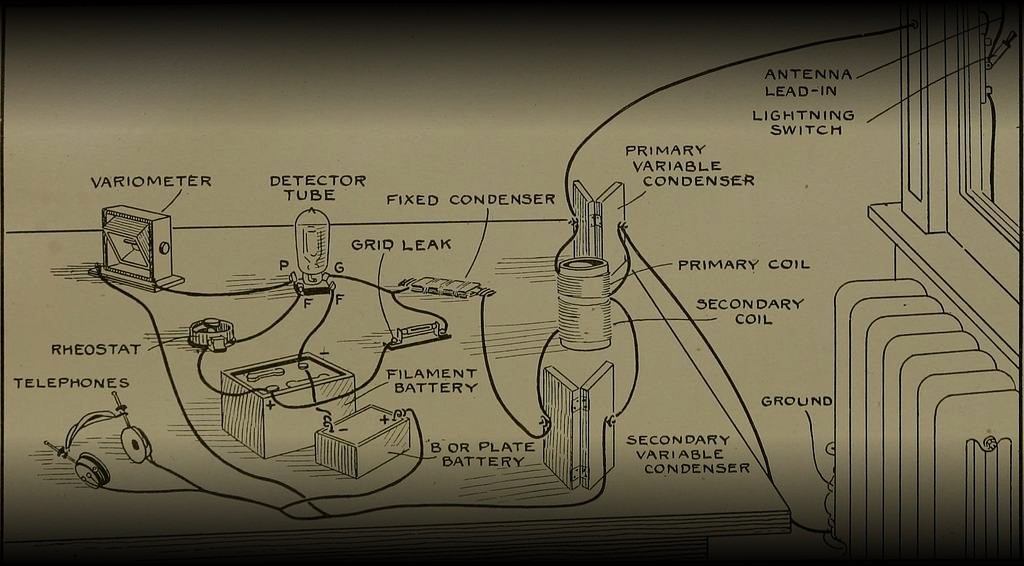 ANTENNA
LEAD-IN
LIGHTNING
SWITCH
PRIMARY
VARIABLE
CONDENSER
VARIOMETER
DETECTOR
TUBE
FIXED CONDENSER
GRID LEAK
P
G
F
F
PRIMARY COIL
SECONDARY
COIL
RHEOSTAT
-
+
FILAMENT
BATTERY
TELEPHONES
-
+
B OR PLATE
BATTERY
GROUND
SECONDARY
VARIABLE
CONDENSER